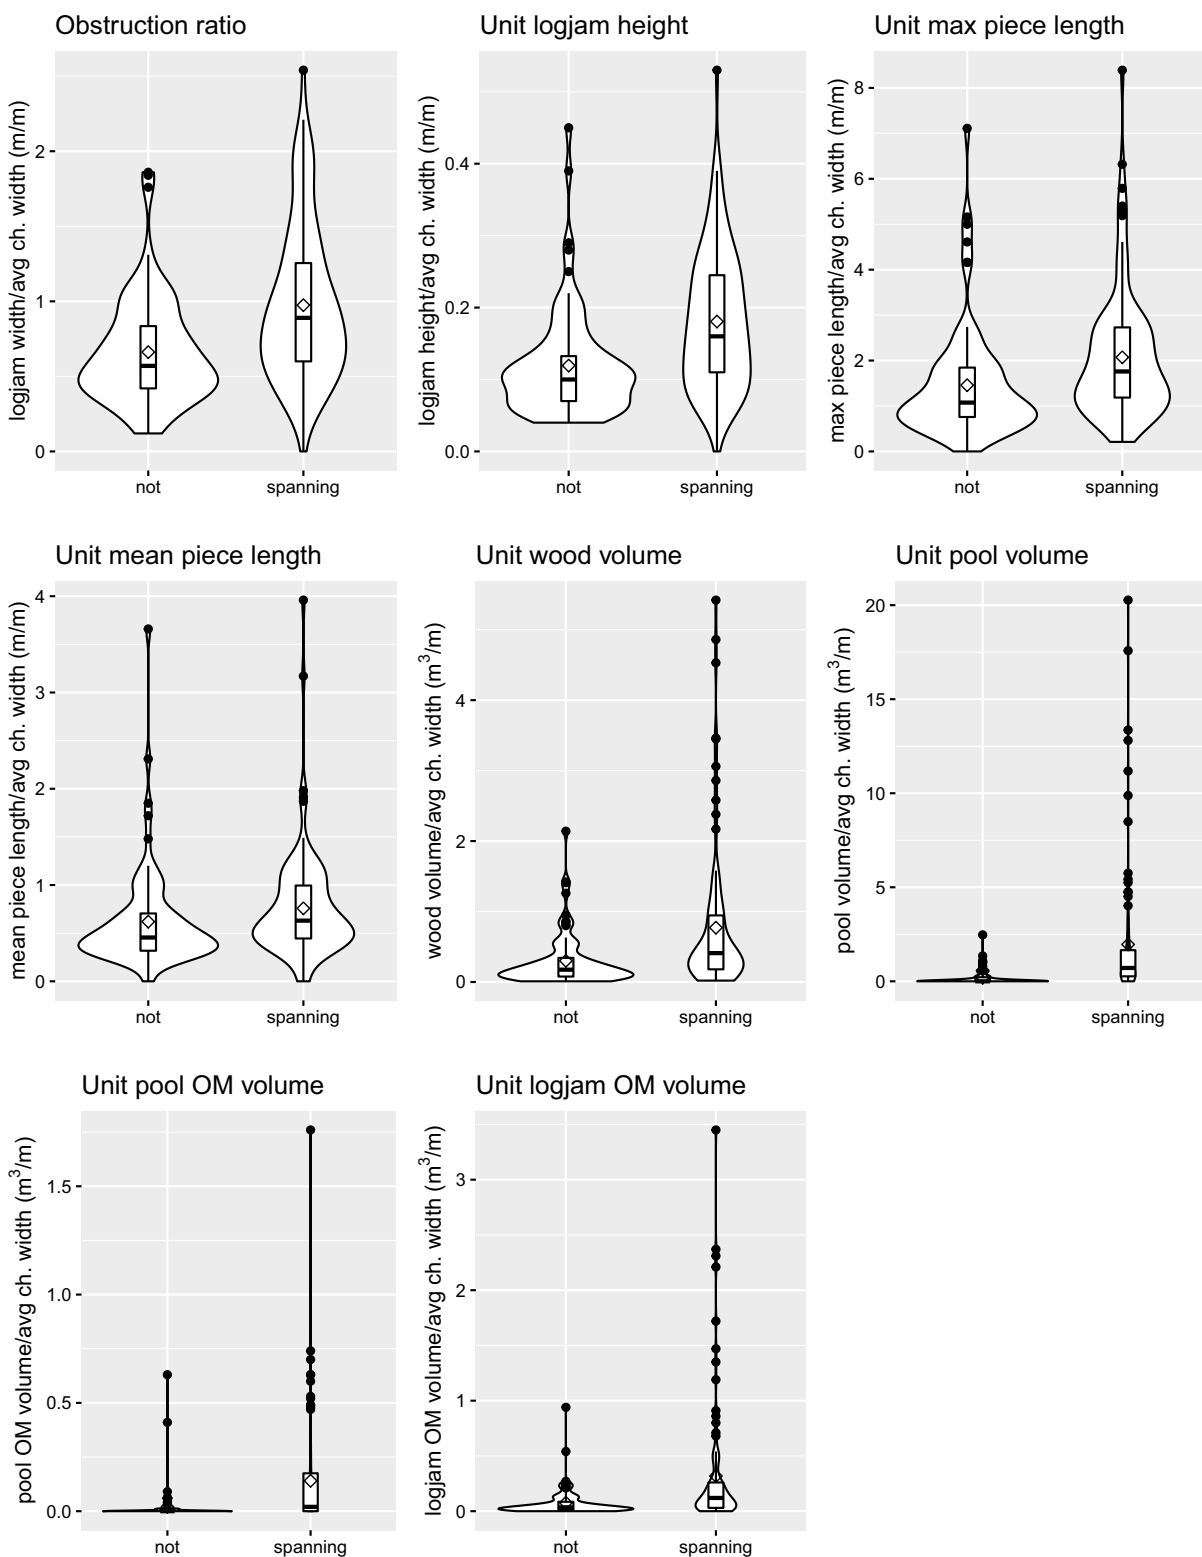 Obstruction ratio
logjam width/avg ch. width (m/m)
2
1
0
not spanning
Unit logjam height
logjam height/avg ch. width (m/m)
0.4
0.2
0.0
not spanning
Unit max piece length
max piece length/avg ch. width (m/m)
8
6
4
2
0
not spanning
Unit mean piece length
mean piece length/avg ch. width (m/m)
4
3
2
1
0
not spanning
Unit wood volume
wood volume/avg ch. width (m³/m)
4
2
0
not spanning
Unit pool volume
pool volume/avg ch. width (m³/m)
20
15
10
5
0
not spanning
Unit pool OM volume
pool OM volume/avg ch. width (m³/m)
1.5
1.0
0.5
0.0
not spanning
Unit logjam OM volume
logjam OM volume/avg ch. width (m³/m)
3
2
1
0
not spanning